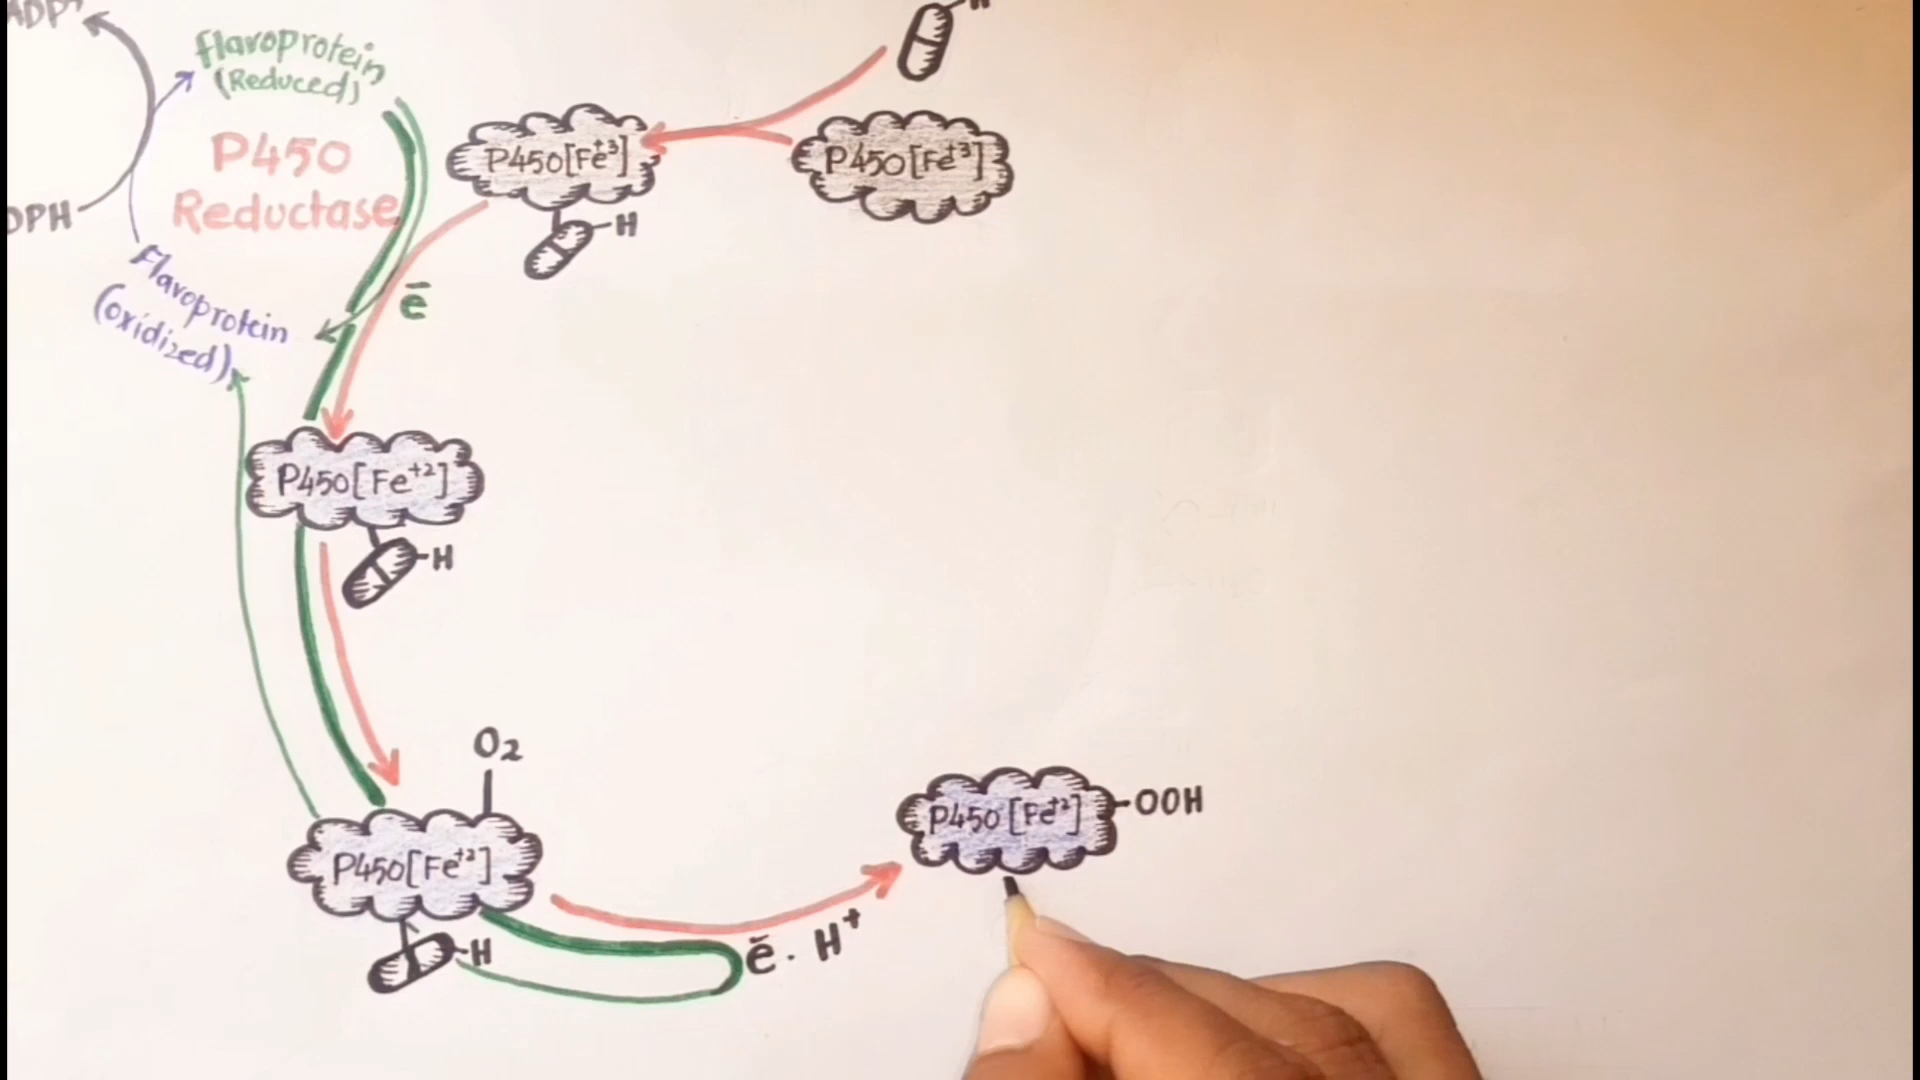 Flavoprotein
(Reduced)
P450
Reductase
H
P450[Fe+3]
P450[Fe+3]
H
DPH
Flavoprotein
(oxidized)
ē
P450[Fe+2]
H
O2
P450[Fe+2]
H
ē. H+
P450[Fe+2]
OOH